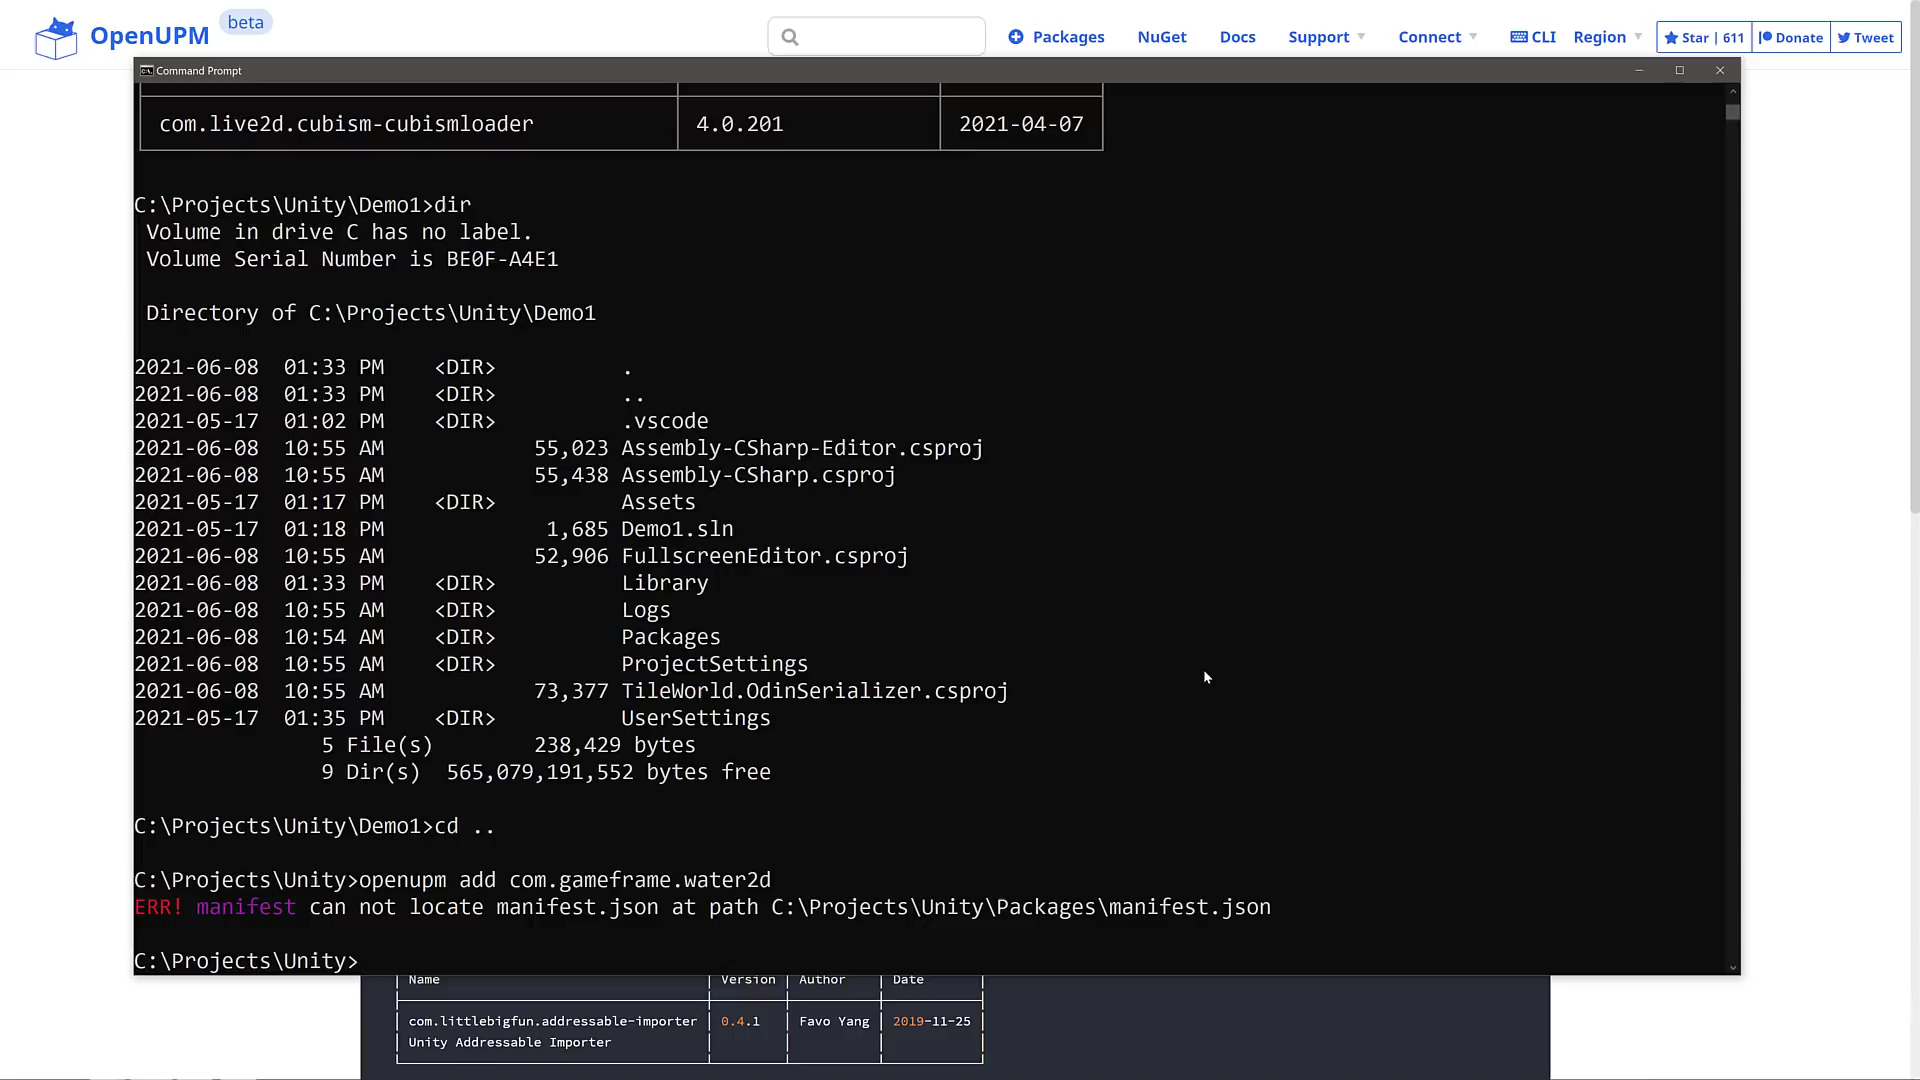 OpenUPM beta
Packages NuGet Docs Support Connect CLI Region Star | 611 Donate Tweet
Command Prompt
com.live2d.cubism-cubismloader 4.0.201 2021-04-07
C:\Projects\Unity\Demo1>dir
Volume in drive C has no label.
Volume Serial Number is BE0F-A4E1
Directory of C:\Projects\Unity\Demo1
2021-06-08 01:33 PM <DIR> .
2021-06-08 01:33 PM <DIR> ..
2021-05-17 01:02 PM <DIR> .vscode
2021-06-08 10:55 AM 55,023 Assembly-CSharp-Editor.csproj
2021-06-08 10:55 AM 55,438 Assembly-CSharp.csproj
2021-05-17 01:17 PM <DIR> Assets
2021-05-17 01:18 PM 1,685 Demo1.sln
2021-06-08 10:55 AM 52,906 FullscreenEditor.csproj
2021-06-08 01:33 PM <DIR> Library
2021-06-08 10:55 AM <DIR> Logs
2021-06-08 10:54 AM <DIR> Packages
2021-06-08 10:55 AM <DIR> ProjectSettings
2021-06-08 10:55 AM 73,377 TileWorld.OdinSerializer.csproj
2021-05-17 01:35 PM <DIR> UserSettings
5 File(s) 238,429 bytes
9 Dir(s) 565,079,191,552 bytes free
C:\Projects\Unity\Demo1>cd ..
C:\Projects\Unity>openupm add com.gameframe.water2d
ERR! manifest can not locate manifest.json at path C:\Projects\Unity\Packages\manifest.json
C:\Projects\Unity>
Name Version Author Date
com.littlebigfun.addressable-importer 0.4.1 Favo Yang 2019-11-25
Unity Addressable Importer